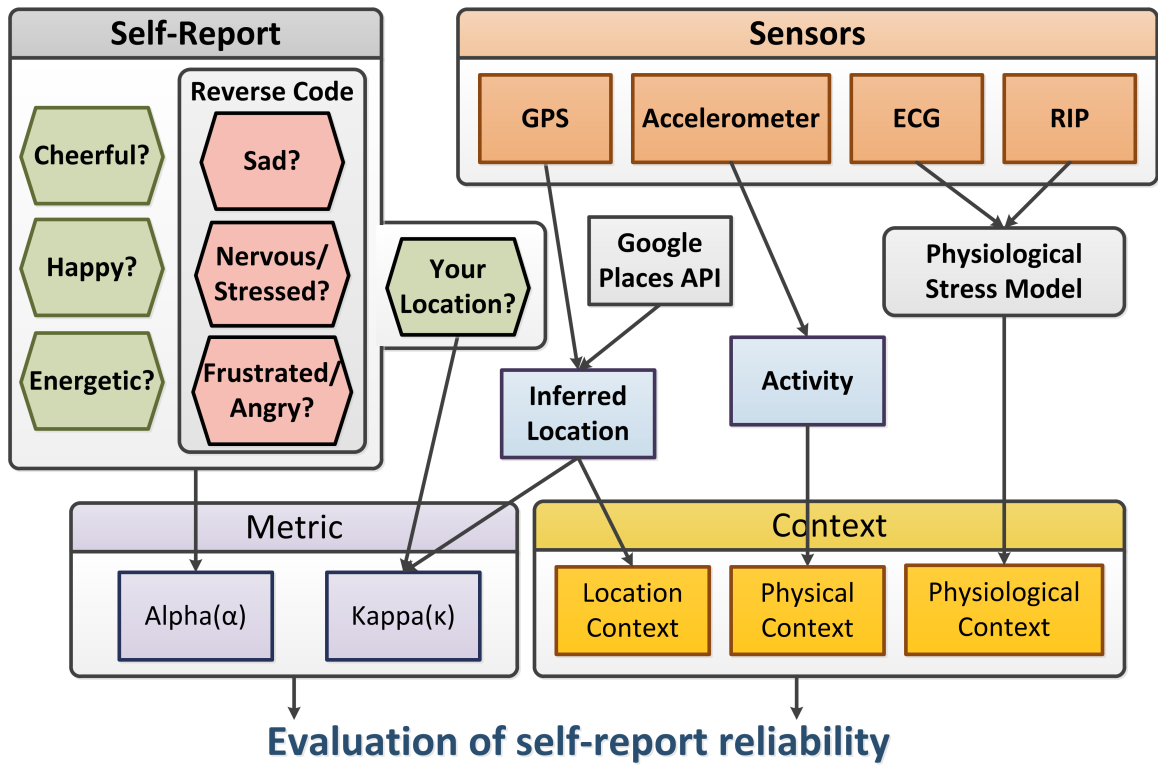 Self-Report
Reverse Code
Cheerful?
Happy?
Energetic?
Sad?
Nervous/
Stressed?
Frustrated/
Angry?
Your
Location?
Sensors
GPS
Accelerometer
ECG
RIP
Google
Places API
Physiological
Stress Model
Inferred
Location
Activity
Metric
Alpha(α)
Kappa(κ)
Context
Location
Context
Physical
Context
Physiological
Context
Evaluation of self-report reliability